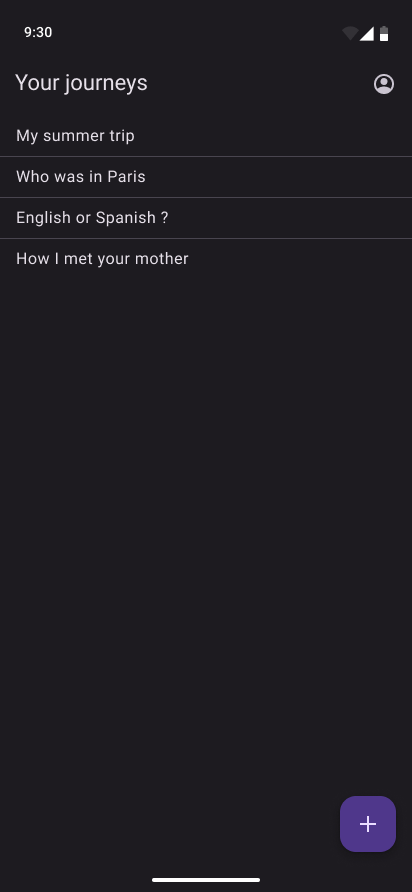 9:30
Your journeys
My summer trip
Who was in Paris
English or Spanish ?
How I met your mother